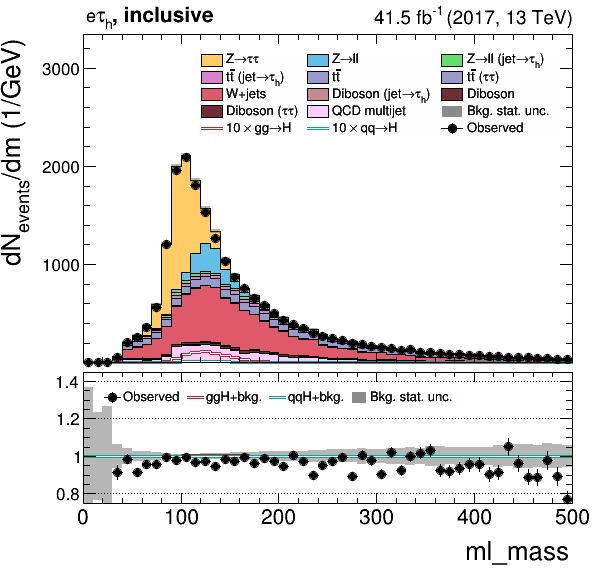 eτh, inclusive 41.5 fb⁻¹ (2017, 13 TeV)
dNevents/dm (1/GeV)
3000
2000
1000
Z→ττ Z→ll Z→ll (jet→τh)
tt̄ (jet→τh) tt̄ tt̄ (ττ)
W+jets Diboson (jet→τh) Diboson
Diboson (ττ) QCD multijet Bkg. stat. unc.
10 × gg→H 10 × qq→H Observed
1.4
1.2
1
0.8
Observed ggH+bkg. qqH+bkg. Bkg. stat. unc.
0 100 200 300 400 500
ml_mass